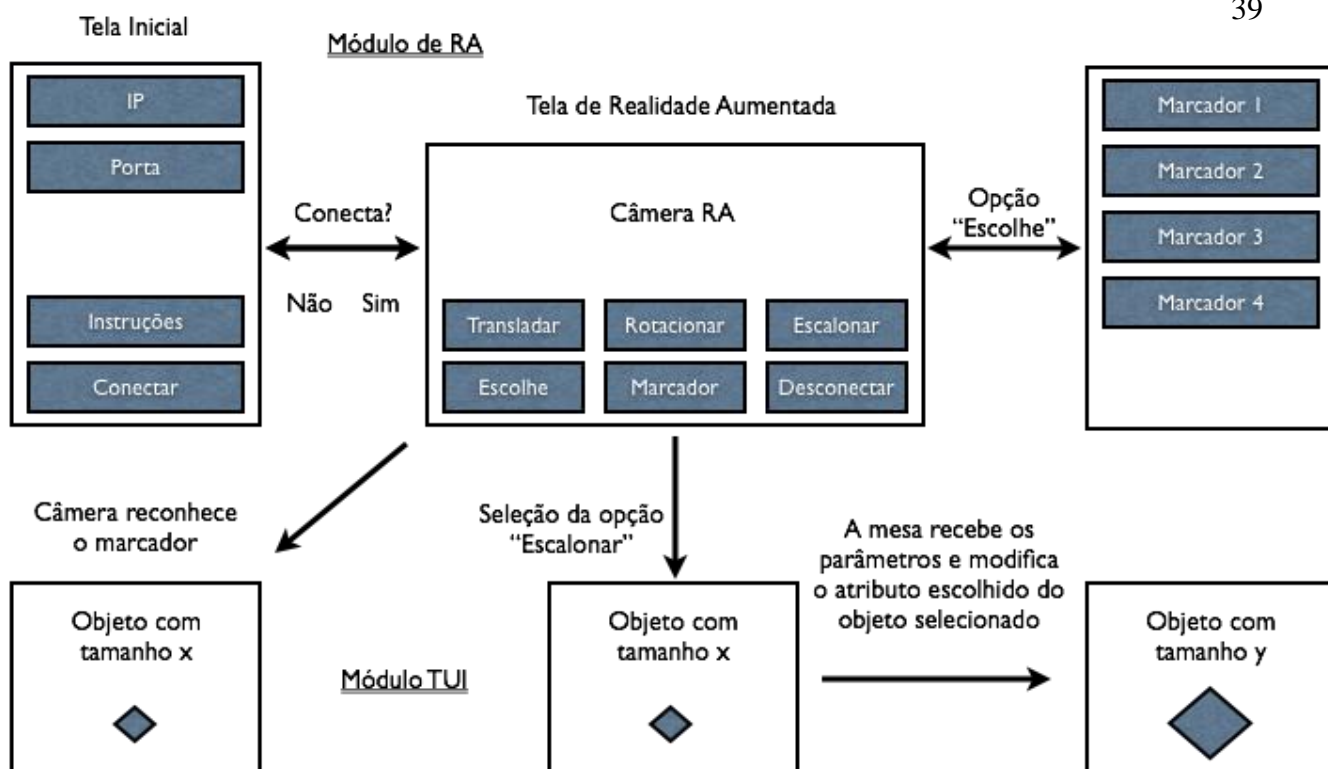 39
Tela Inicial
Módulo de RA
IP
Porta
Instruções
Conectar
Conecta?
Não Sim
Tela de Realidade Aumentada
Câmera RA
Transladar Rotacionar Escalonar
Escolhe Marcador Desconectar
Opção
“Escolhe”
Marcador 1
Marcador 2
Marcador 3
Marcador 4
Câmera reconhece
o marcador
Seleção da opção
“Escalonar”
A mesa recebe os
parâmetros e modifica
o atributo escolhido do
objeto selecionado
Objeto com
tamanho x
Módulo TUI
Objeto com
tamanho x
Objeto com
tamanho y